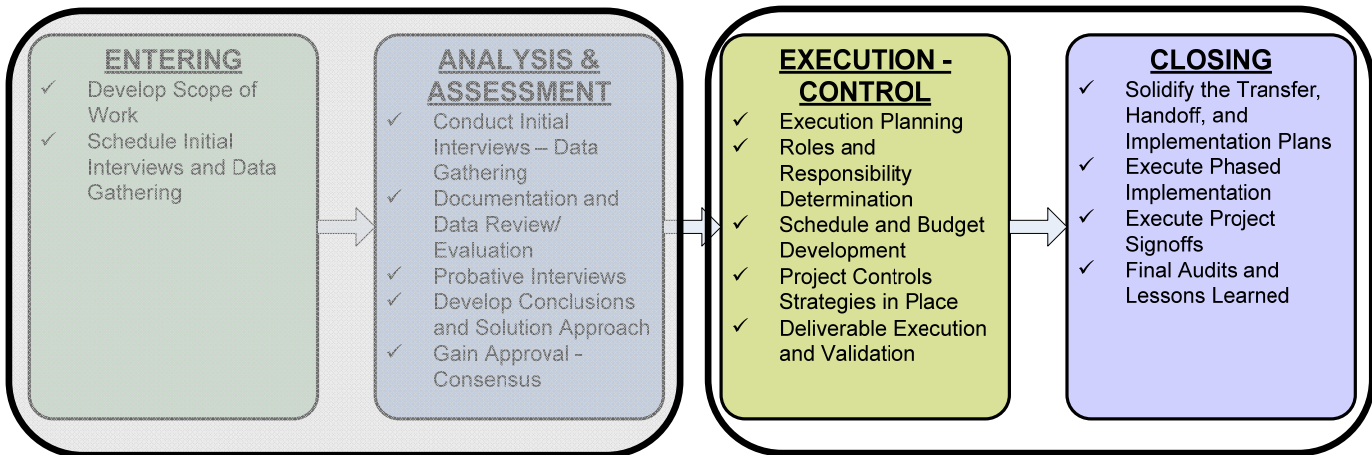 ENTERING
✓ Develop Scope of
Work
✓ Schedule Initial
Interviews and Data
Gathering
ANALYSIS &
ASSESSMENT
✓ Conduct Initial
Interviews – Data
Gathering
✓ Documentation and
Data Review/
Evaluation
✓ Probative Interviews
✓ Develop Conclusions
and Solution Approach
✓ Gain Approval -
Consensus
EXECUTION -
CONTROL
✓ Execution Planning
✓ Roles and
Responsibility
Determination
✓ Schedule and Budget
Development
✓ Project Controls
Strategies in Place
✓ Deliverable Execution
and Validation
CLOSING
✓ Solidify the Transfer,
Handoff, and
Implementation Plans
✓ Execute Phased
Implementation
✓ Execute Project
Signoffs
✓ Final Audits and
Lessons Learned